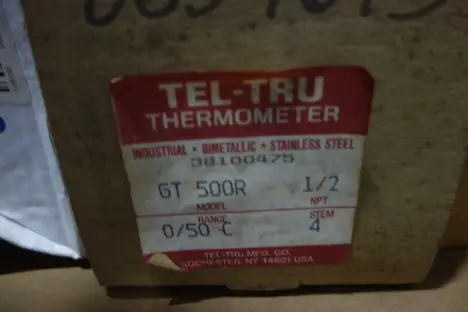 TEL-TRU
THERMOMETER
INDUSTRIAL • BIMETALLIC • STAINLESS STEEL
38100475
GT 500R 1/2
MODEL NPT
RANGE STEM
0/50 C 4
TEL-TRU MFG. CO.
ROCHESTER, NY 14601 USA